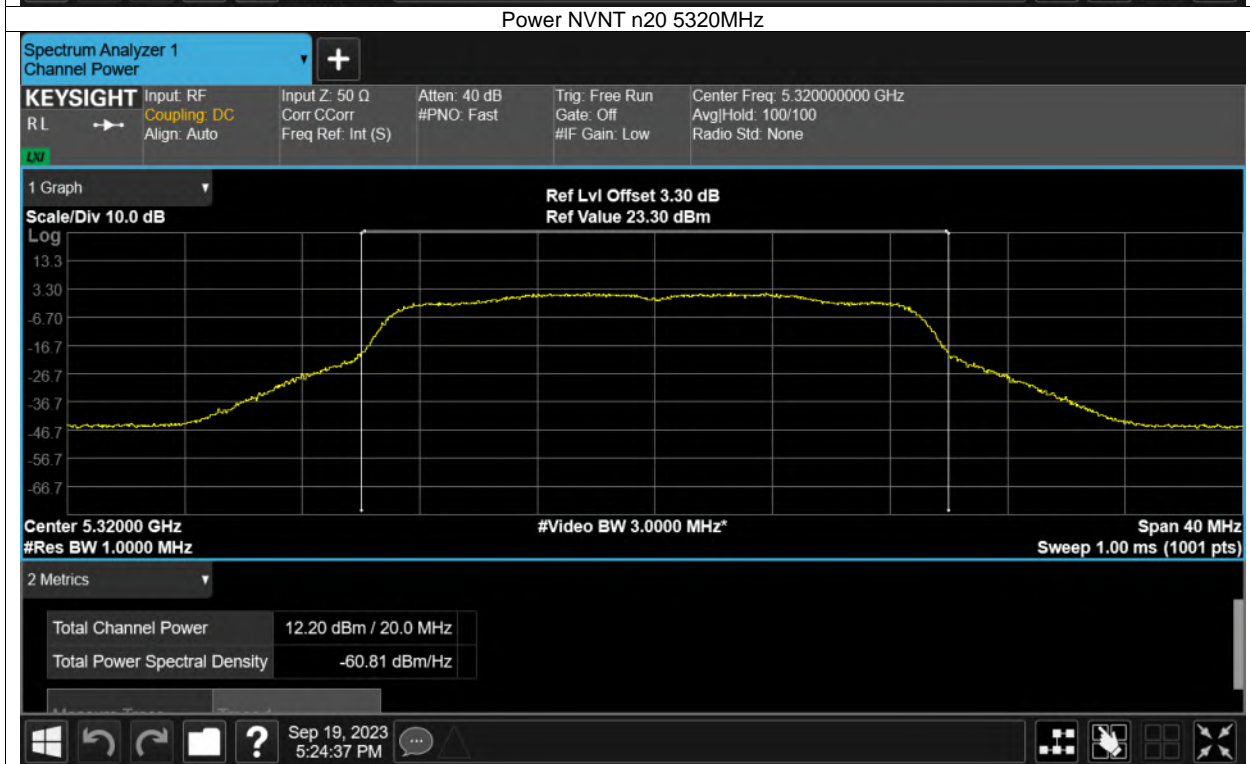 Power NVNT n20 5320MHz
Spectrum Analyzer 1
Channel Power
KEYSIGHT
RL
LXI
Input: RF
Coupling: DC
Align: Auto
Input Z: 50 Ω
Corr CCorr
Freq Ref: Int (S)
Atten: 40 dB
#PNO: Fast
Trig: Free Run
Gate: Off
#IF Gain: Low
Center Freq: 5.320000000 GHz
Avg|Hold: 100/100
Radio Std: None
1 Graph
Scale/Div 10.0 dB
Ref Lvl Offset 3.30 dB
Ref Value 23.30 dBm
Log
13.3
3.30
-6.70
-16.7
-26.7
-36.7
-46.7
-56.7
-66.7
Center 5.32000 GHz
#Video BW 3.0000 MHz*
Span 40 MHz
#Res BW 1.0000 MHz
Sweep 1.00 ms (1001 pts)
2 Metrics
Total Channel Power 12.20 dBm / 20.0 MHz
Total Power Spectral Density -60.81 dBm/Hz
Sep 19, 2023
5:24:37 PM